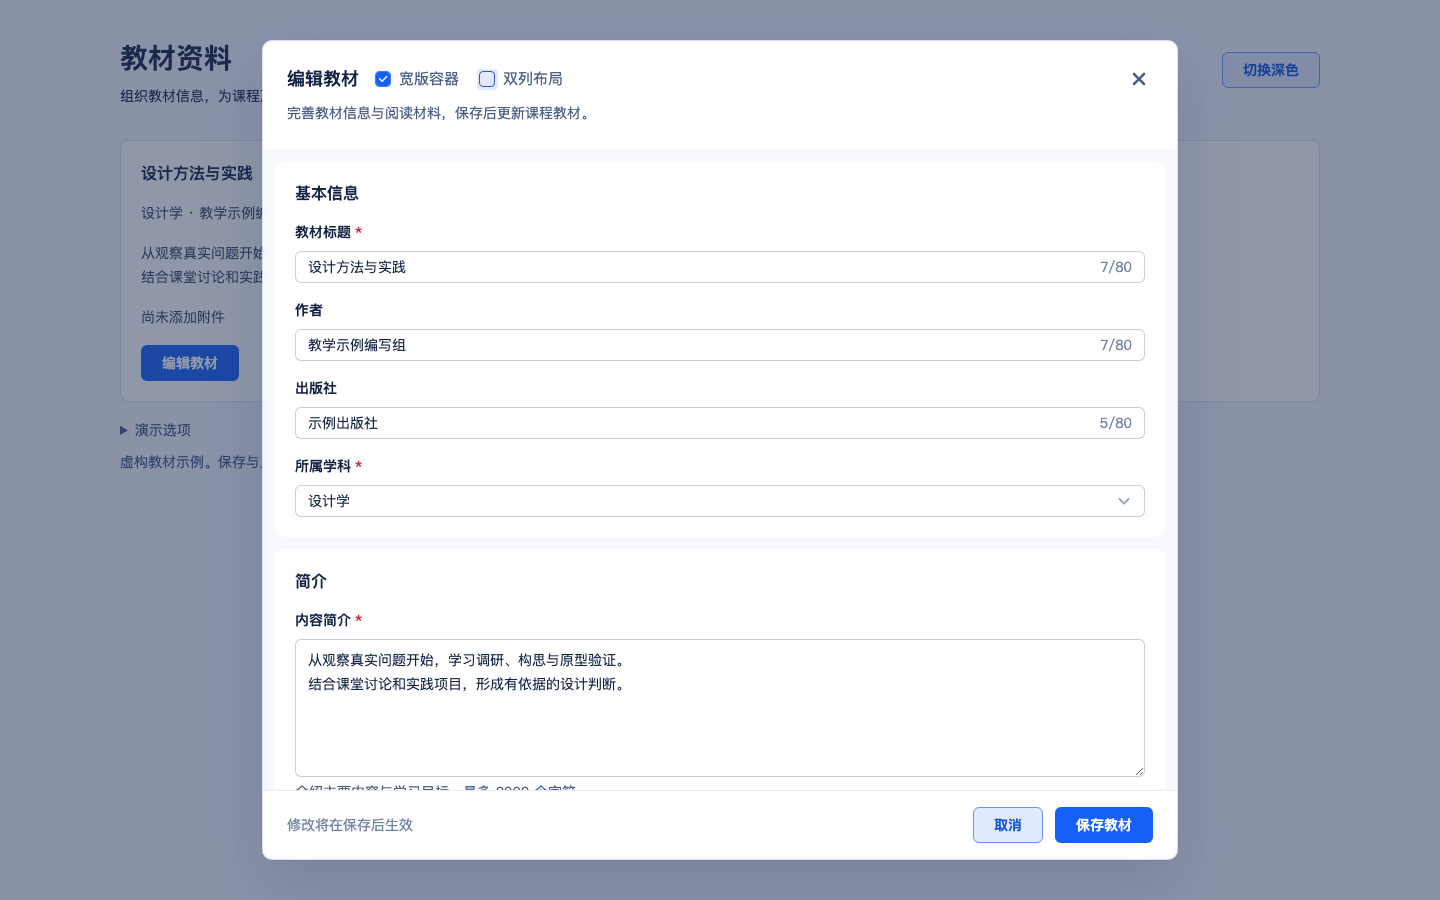 教材资料
组织教材信息，为课程
切换深色
设计方法与实践
设计学 · 教学示例编
从观察真实问题开始
结合课堂讨论和实践
尚未添加附件
编辑教材
演示选项
虚构教材示例。保存与
编辑教材
宽版容器
双列布局
完善教材信息与阅读材料，保存后更新课程教材。
基本信息
教材标题 *
设计方法与实践 7/80
作者
教学示例编写组 7/80
出版社
示例出版社 5/80
所属学科 *
设计学
简介
内容简介 *
从观察真实问题开始，学习调研、构思与原型验证。
结合课堂讨论和实践项目，形成有依据的设计判断。
修改将在保存后生效
取消
保存教材